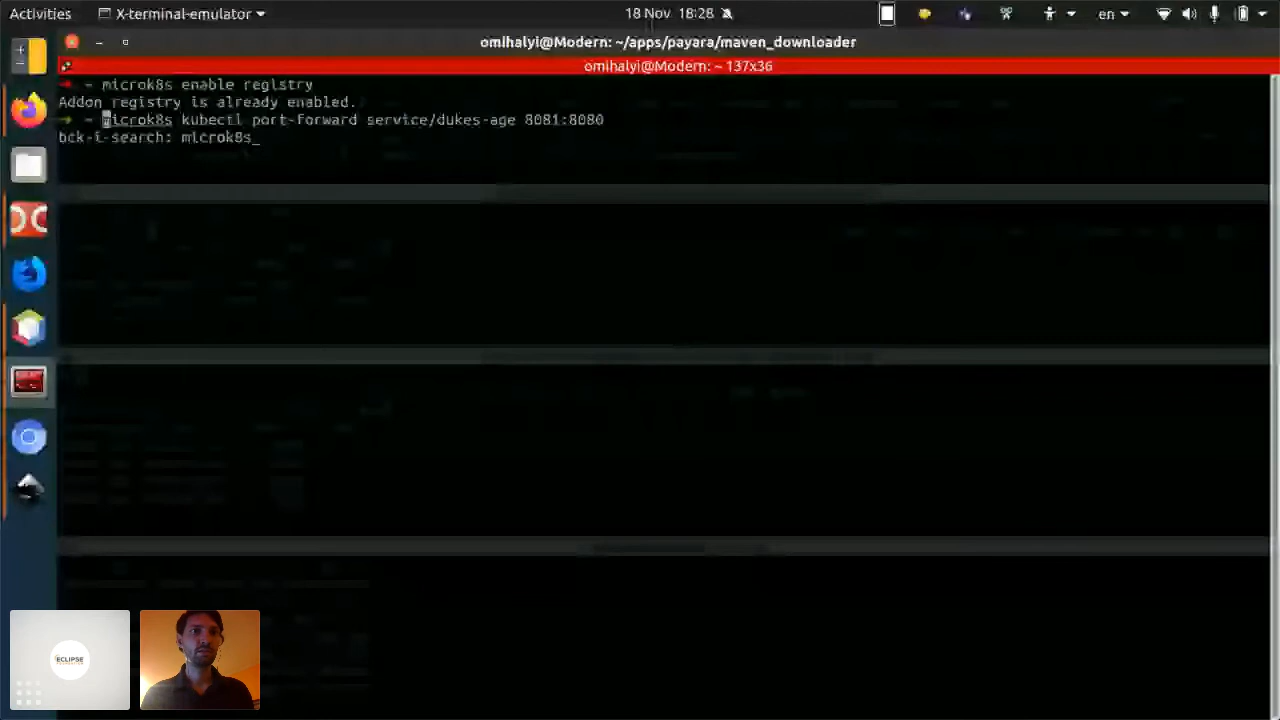 Activities
X-terminal-emulator
18 Nov 18:28
en
omihalyi@Modern: ~/apps/payara/maven_downloader
omihalyi@Modern: ~ 137x36
➜ ~ microk8s enable registry
Addon registry is already enabled.
➜ ~ microk8s kubectl port-forward service/dukes-age 8081:8080
bck-i-search: microk8s_
ECLIPSE
FOUNDATION